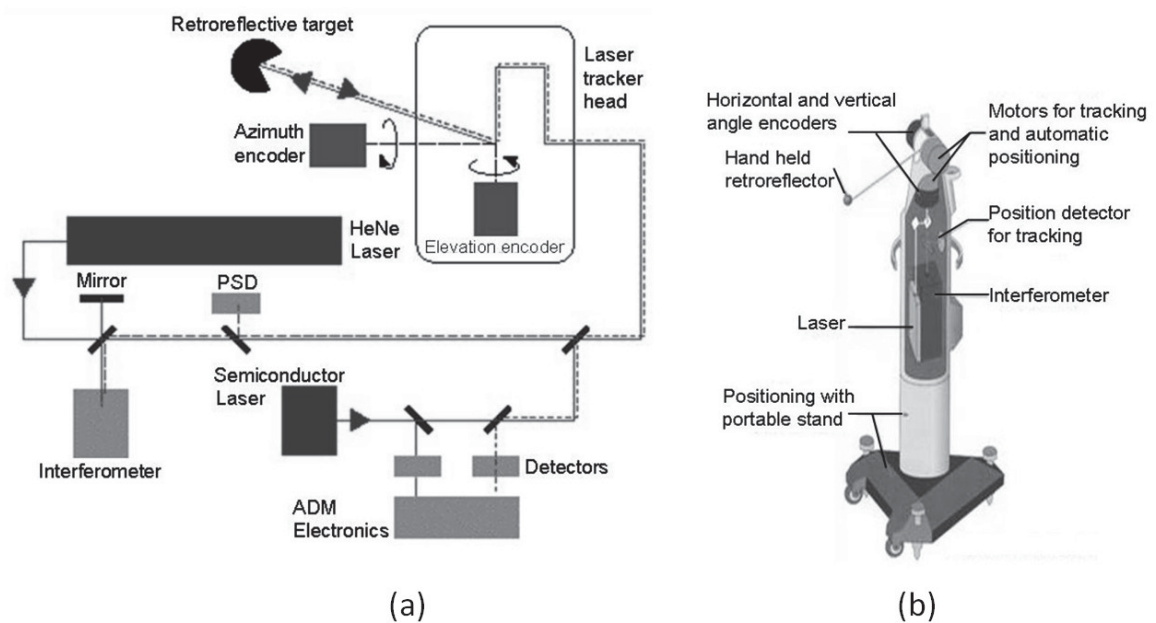 Retroreflective target
Laser
tracker
head
Azimuth
encoder
Elevation encoder
HeNe
Laser
Mirror
PSD
Semiconductor
Laser
Interferometer
Detectors
ADM
Electronics
(a)
Horizontal and vertical
angle encoders
Motors for tracking
and automatic
positioning
Hand held
retroreflector
Position detector
for tracking
Interferometer
Laser
Positioning with
portable stand
(b)